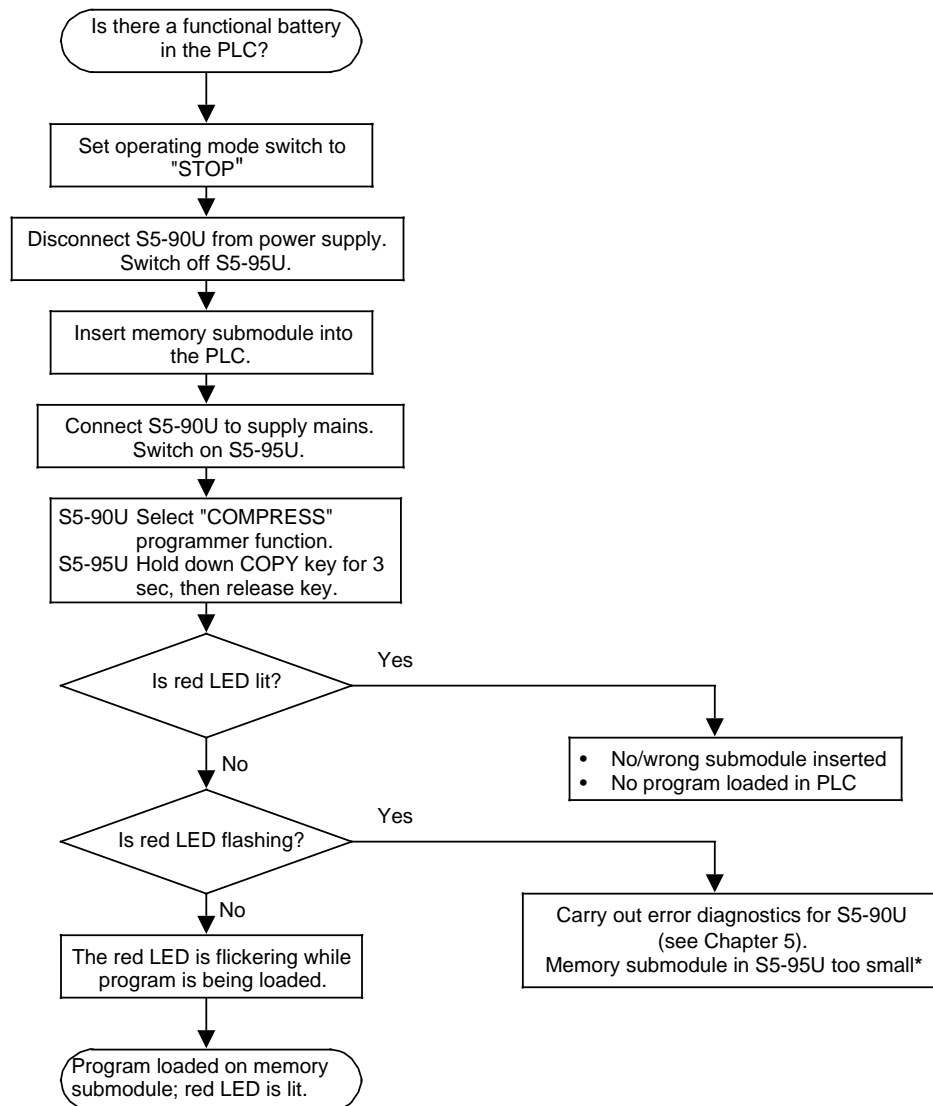 Is there a functional battery
in the PLC?
Set operating mode switch to
"STOP"
Disconnect S5-90U from power supply.
Switch off S5-95U.
Insert memory submodule into
the PLC.
Connect S5-90U to supply mains.
Switch on S5-95U.
S5-90U Select "COMPRESS"
programmer function.
S5-95U Hold down COPY key for 3
sec, then release key.
Is red LED lit?
Yes
• No/wrong submodule inserted
• No program loaded in PLC
No
Is red LED flashing?
Yes
Carry out error diagnostics for S5-90U
(see Chapter 5).
Memory submodule in S5-95U too small*
No
The red LED is flickering while
program is being loaded.
Program loaded on memory
submodule; red LED is lit.